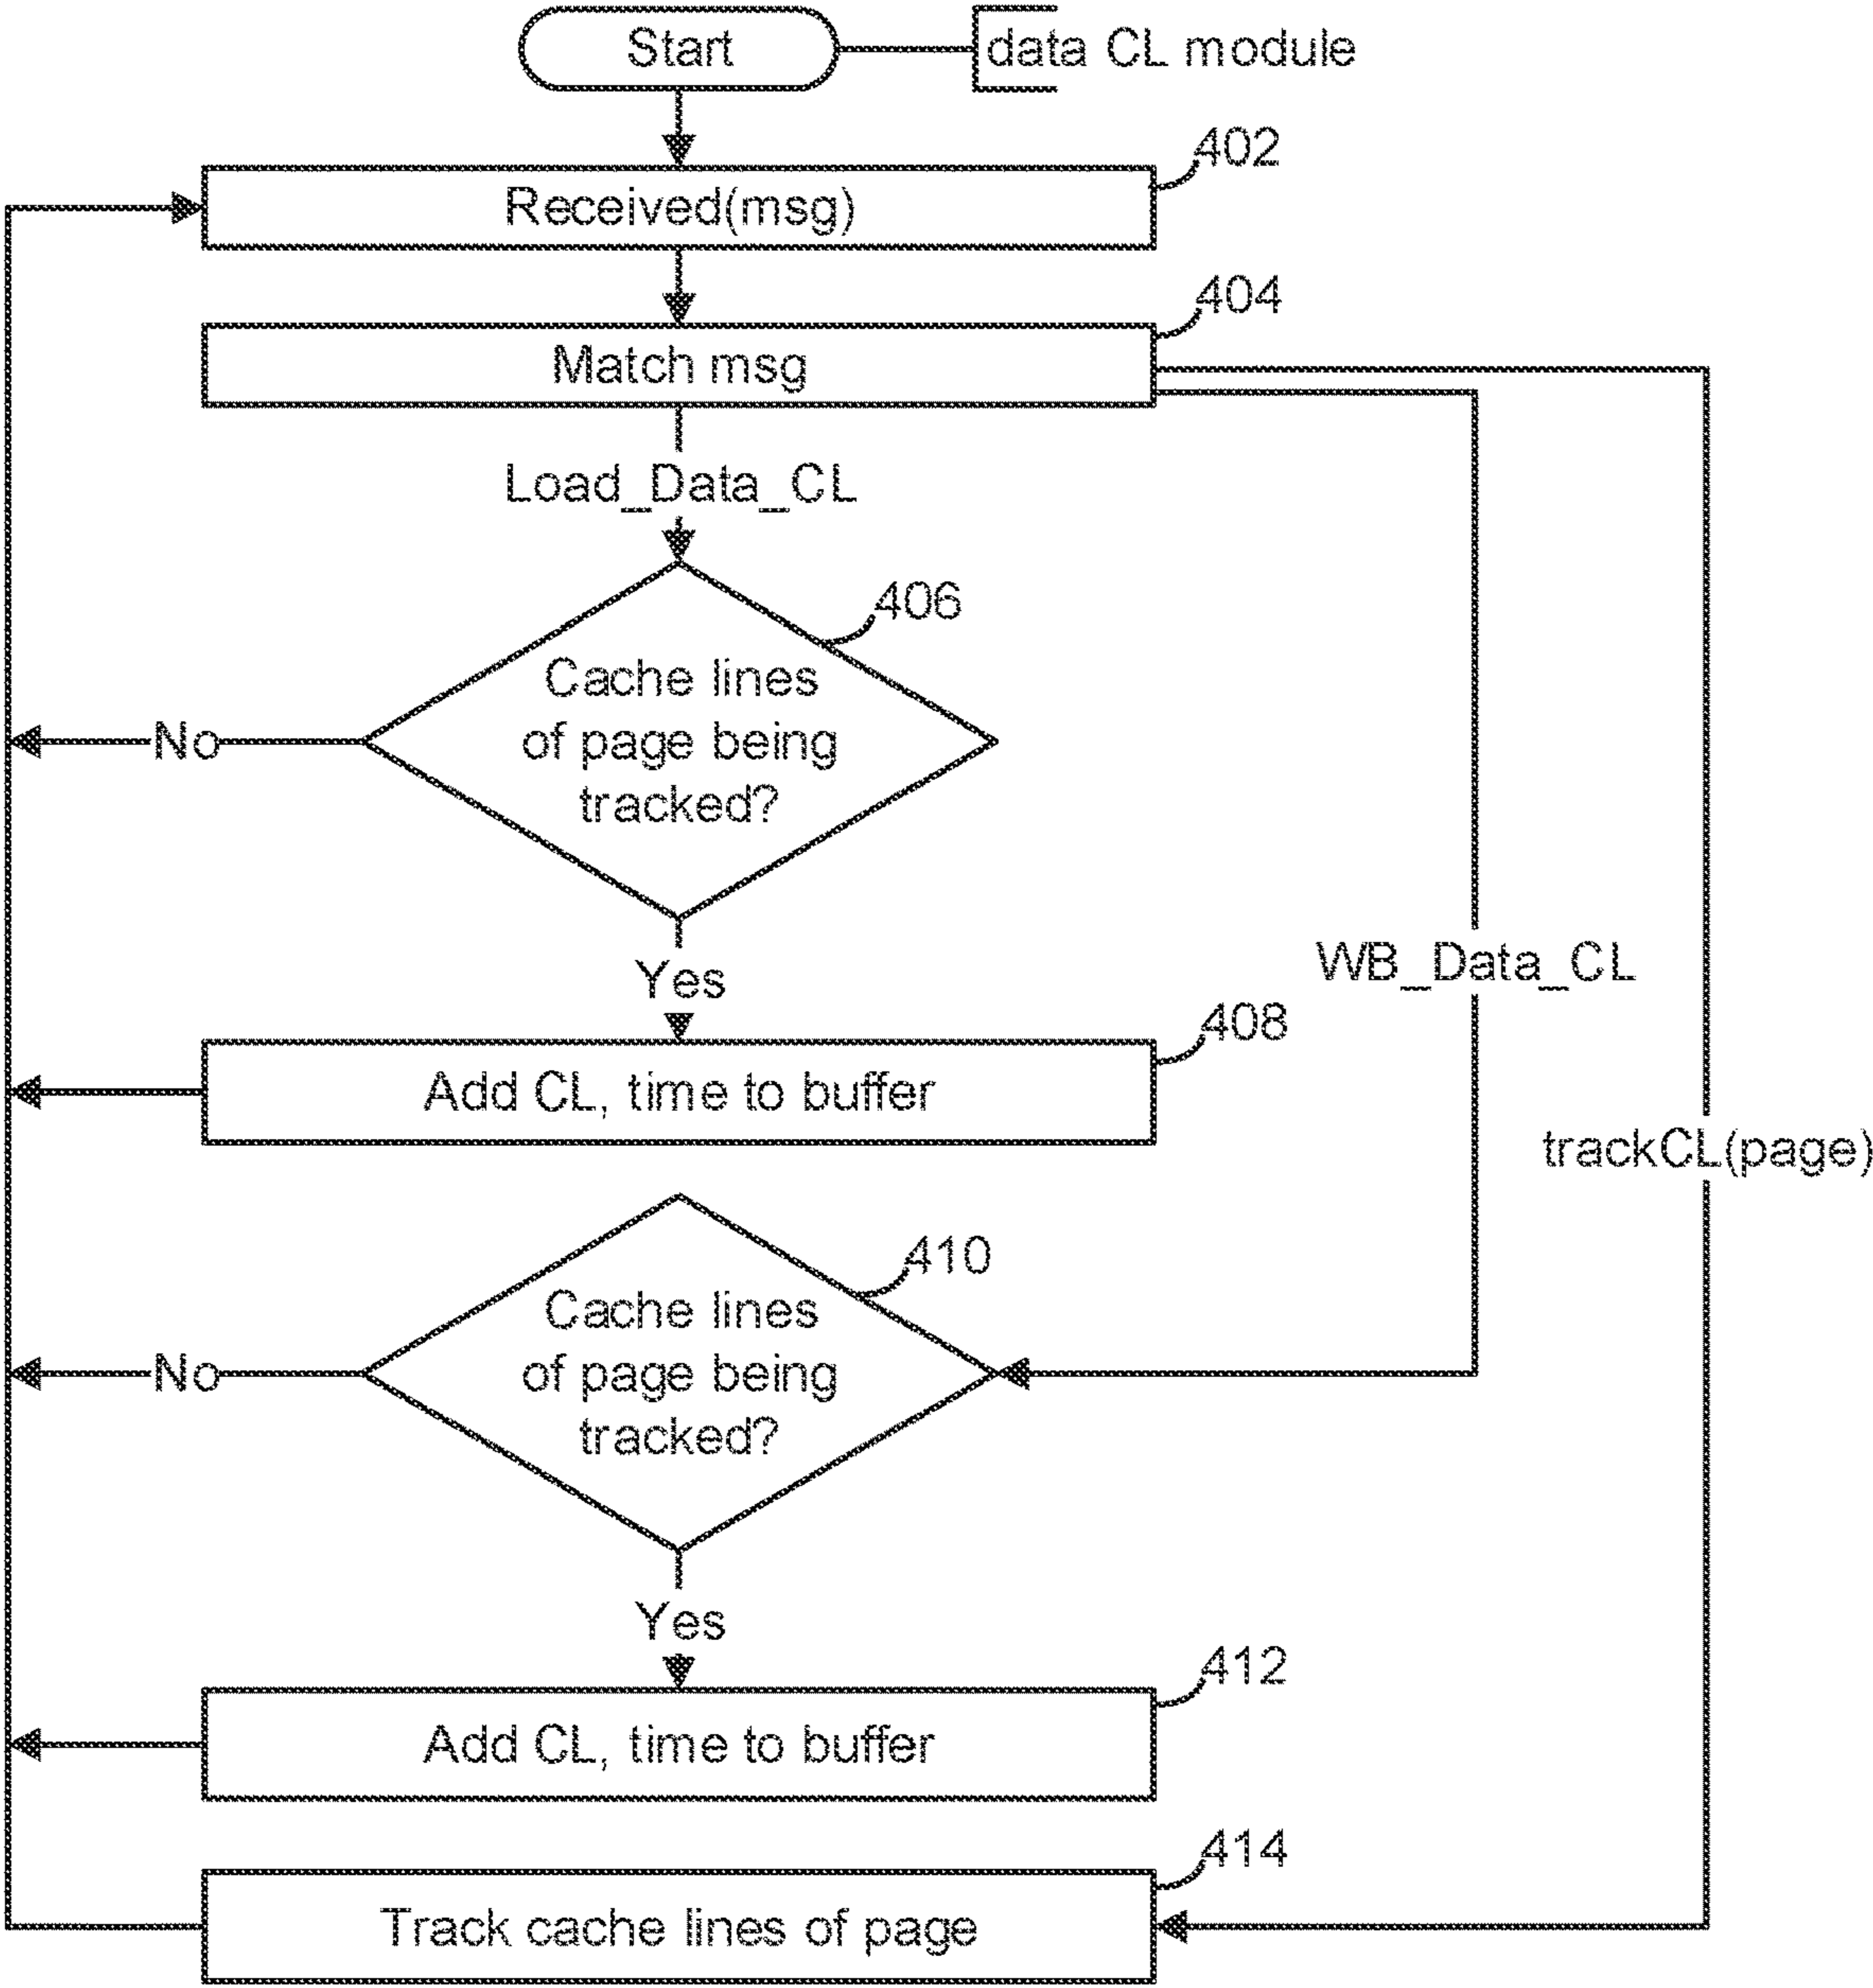 Start
data CL module
402
Received(msg)
404
Match msg
Load_Data_CL
406
Cache lines
of page being
tracked?
No
Yes
WB_Data_CL
408
Add CL, time to buffer
trackCL(page)
410
Cache lines
of page being
tracked?
No
Yes
412
Add CL, time to buffer
414
Track cache lines of page